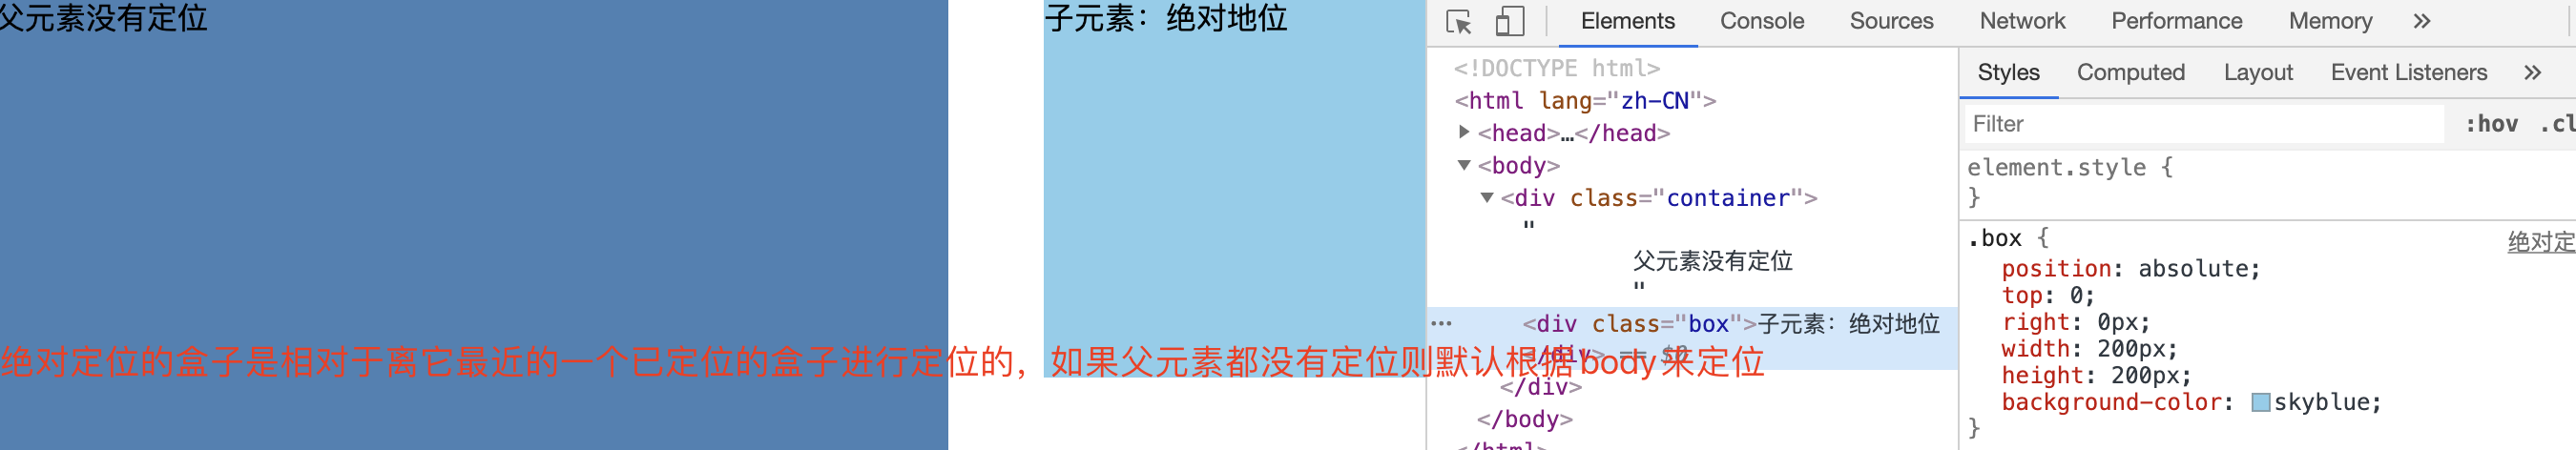 父元素没有定位
子元素：绝对地位
绝对定位的盒子是相对于离它最近的一个已定位的盒子进行定位的，如果父元素都没有定位则默认根据body来定位
Elements Console Sources Network Performance Memory »
<!DOCTYPE html>
<html lang="zh-CN">
<head>…</head>
<body>
<div class="container">
"
父元素没有定位
"
<div class="box">子元素：绝对地位
</div> == $0
</div>
</body>
</html>
Styles Computed Layout Event Listeners »
Filter :hov .cl
element.style {
}
.box { 绝对定
position: absolute;
top: 0;
right: 0px;
width: 200px;
height: 200px;
background-color: skyblue;
}